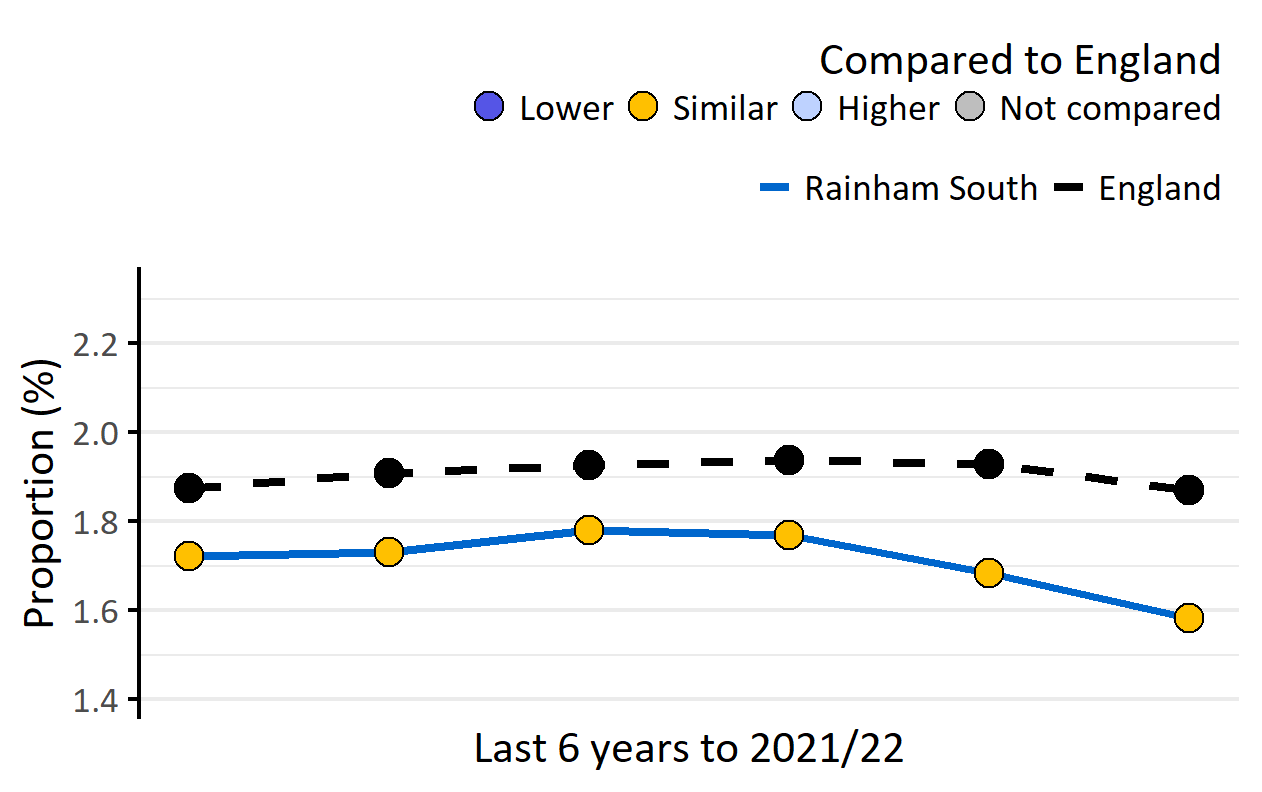 Compared to England
Lower Similar Higher Not compared
Rainham South England
Proportion (%)
2.2
2.0
1.8
1.6
1.4
Last 6 years to 2021/22